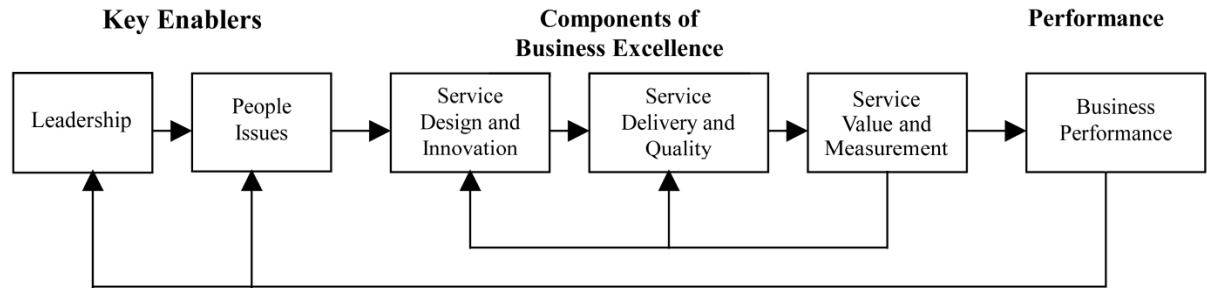 Key Enablers
Components of
Business Excellence
Performance
Leadership
People
Issues
Service
Design and
Innovation
Service
Delivery and
Quality
Service
Value and
Measurement
Business
Performance